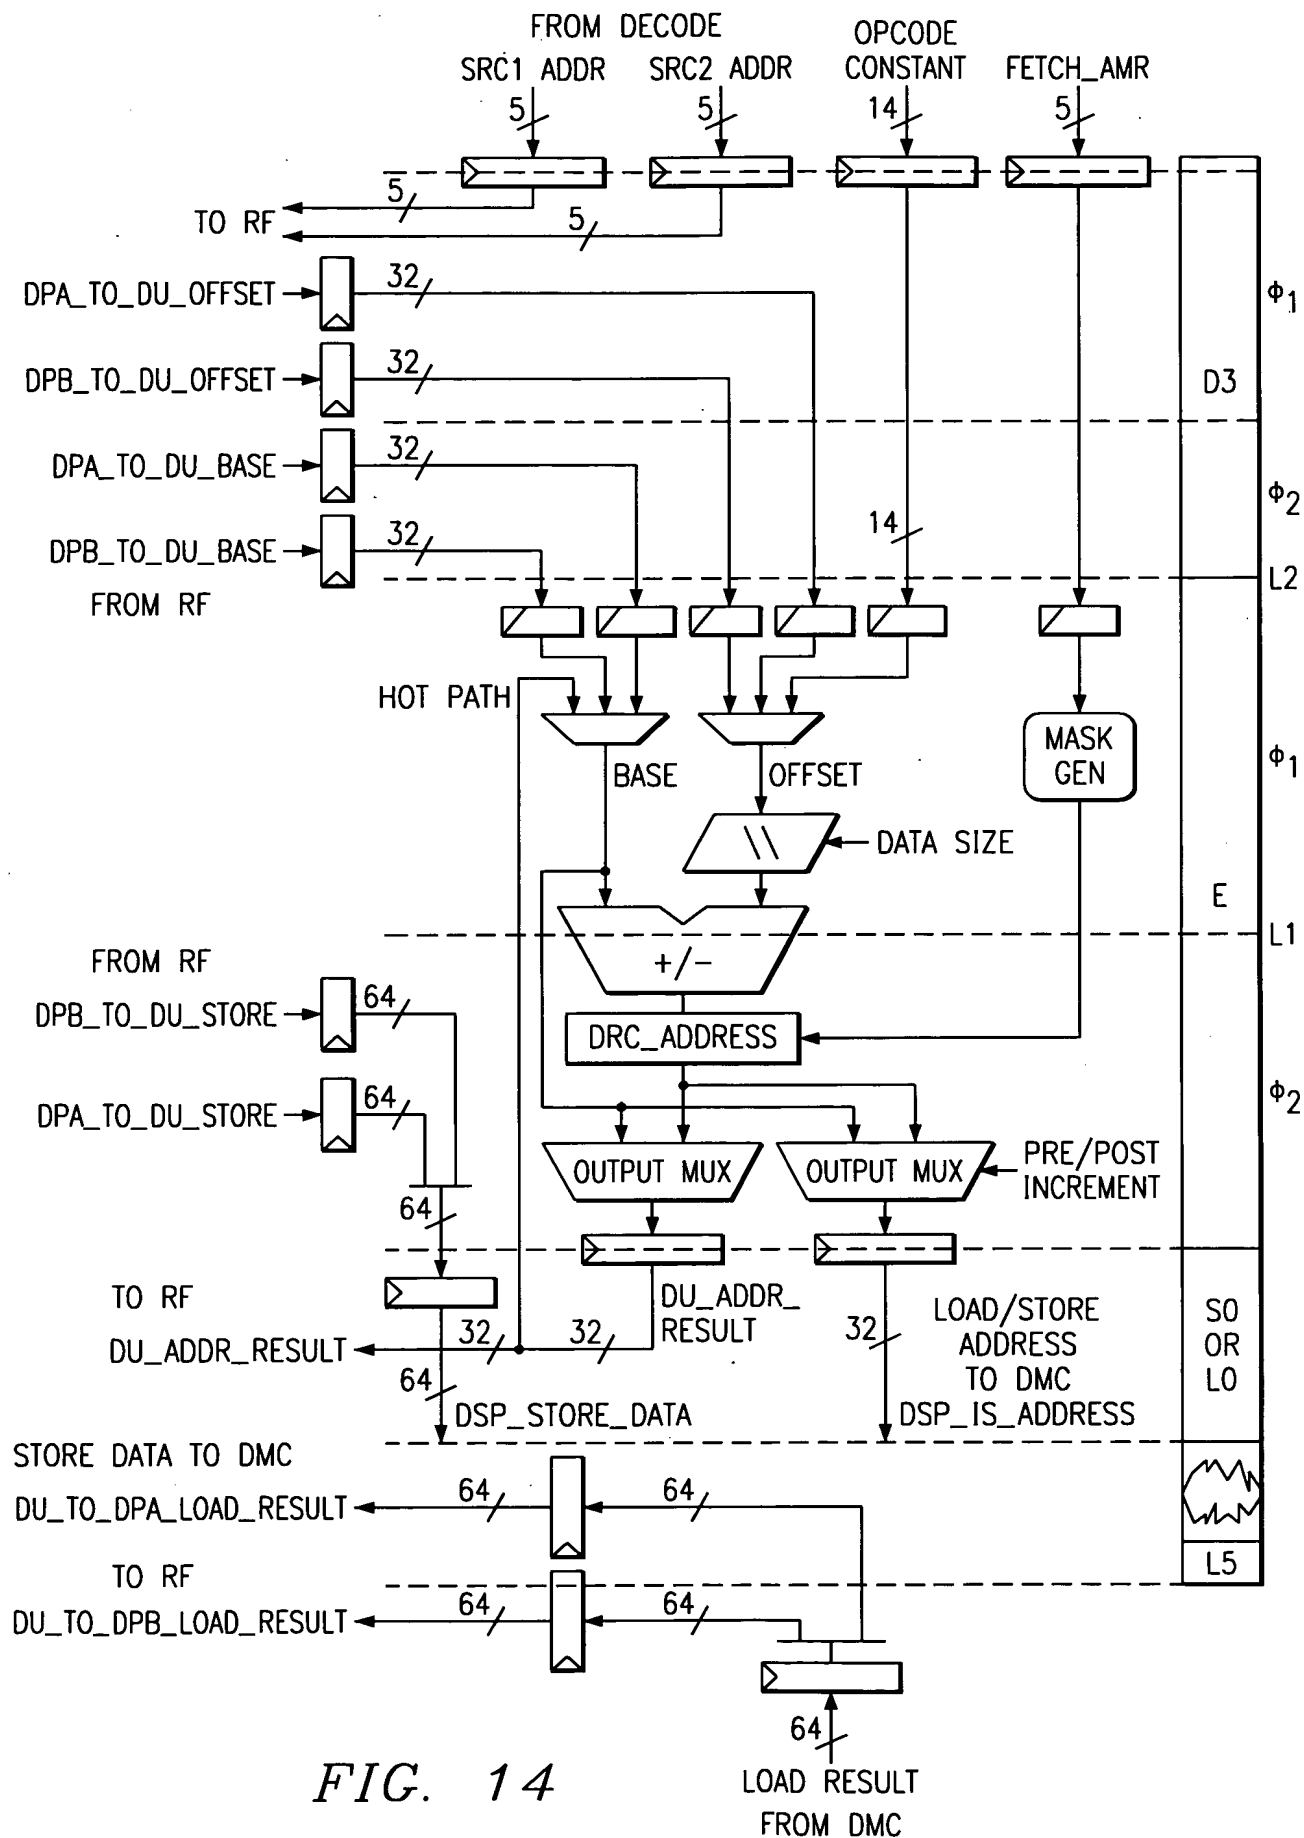 FROM DECODE
SRC1 ADDR
SRC2 ADDR
OPCODE
CONSTANT
FETCH_AMR
5
5
14
5
5
TO RF
5
DPA_TO_DU_OFFSET
32
Φ1
DPB_TO_DU_OFFSET
32
D3
DPA_TO_DU_BASE
32
Φ2
14
DPB_TO_DU_BASE
32
L2
FROM RF
HOT PATH
MASK
GEN
Φ1
BASE
OFFSET
\\
DATA SIZE
E
L1
FROM RF
+/-
DPB_TO_DU_STORE
64
DRC_ADDRESS
DPA_TO_DU_STORE
64
Φ2
OUTPUT MUX
OUTPUT MUX
PRE/POST
INCREMENT
64
TO RF
DU_ADDR_
RESULT
LOAD/STORE
ADDRESS
TO DMC
DSP_IS_ADDRESS
32
S0
OR
L0
DU_ADDR_RESULT
32
32
64
DSP_STORE_DATA
STORE DATA TO DMC
DU_TO_DPA_LOAD_RESULT
64
64
TO RF
L5
DU_TO_DPB_LOAD_RESULT
64
64
64
LOAD RESULT
FROM DMC
FIG. 14